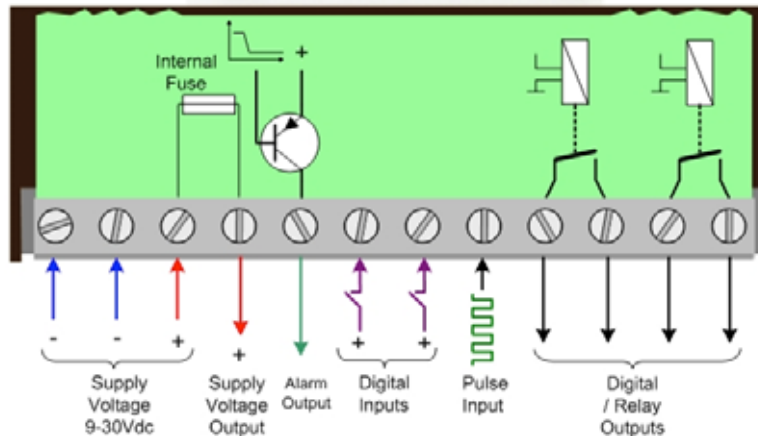 Internal
Fuse
+
- - + + + +
Supply
Voltage
9-30Vdc
Supply
Voltage
Output
Alarm
Output
Digital
Inputs
Pulse
Input
Digital
/ Relay
Outputs